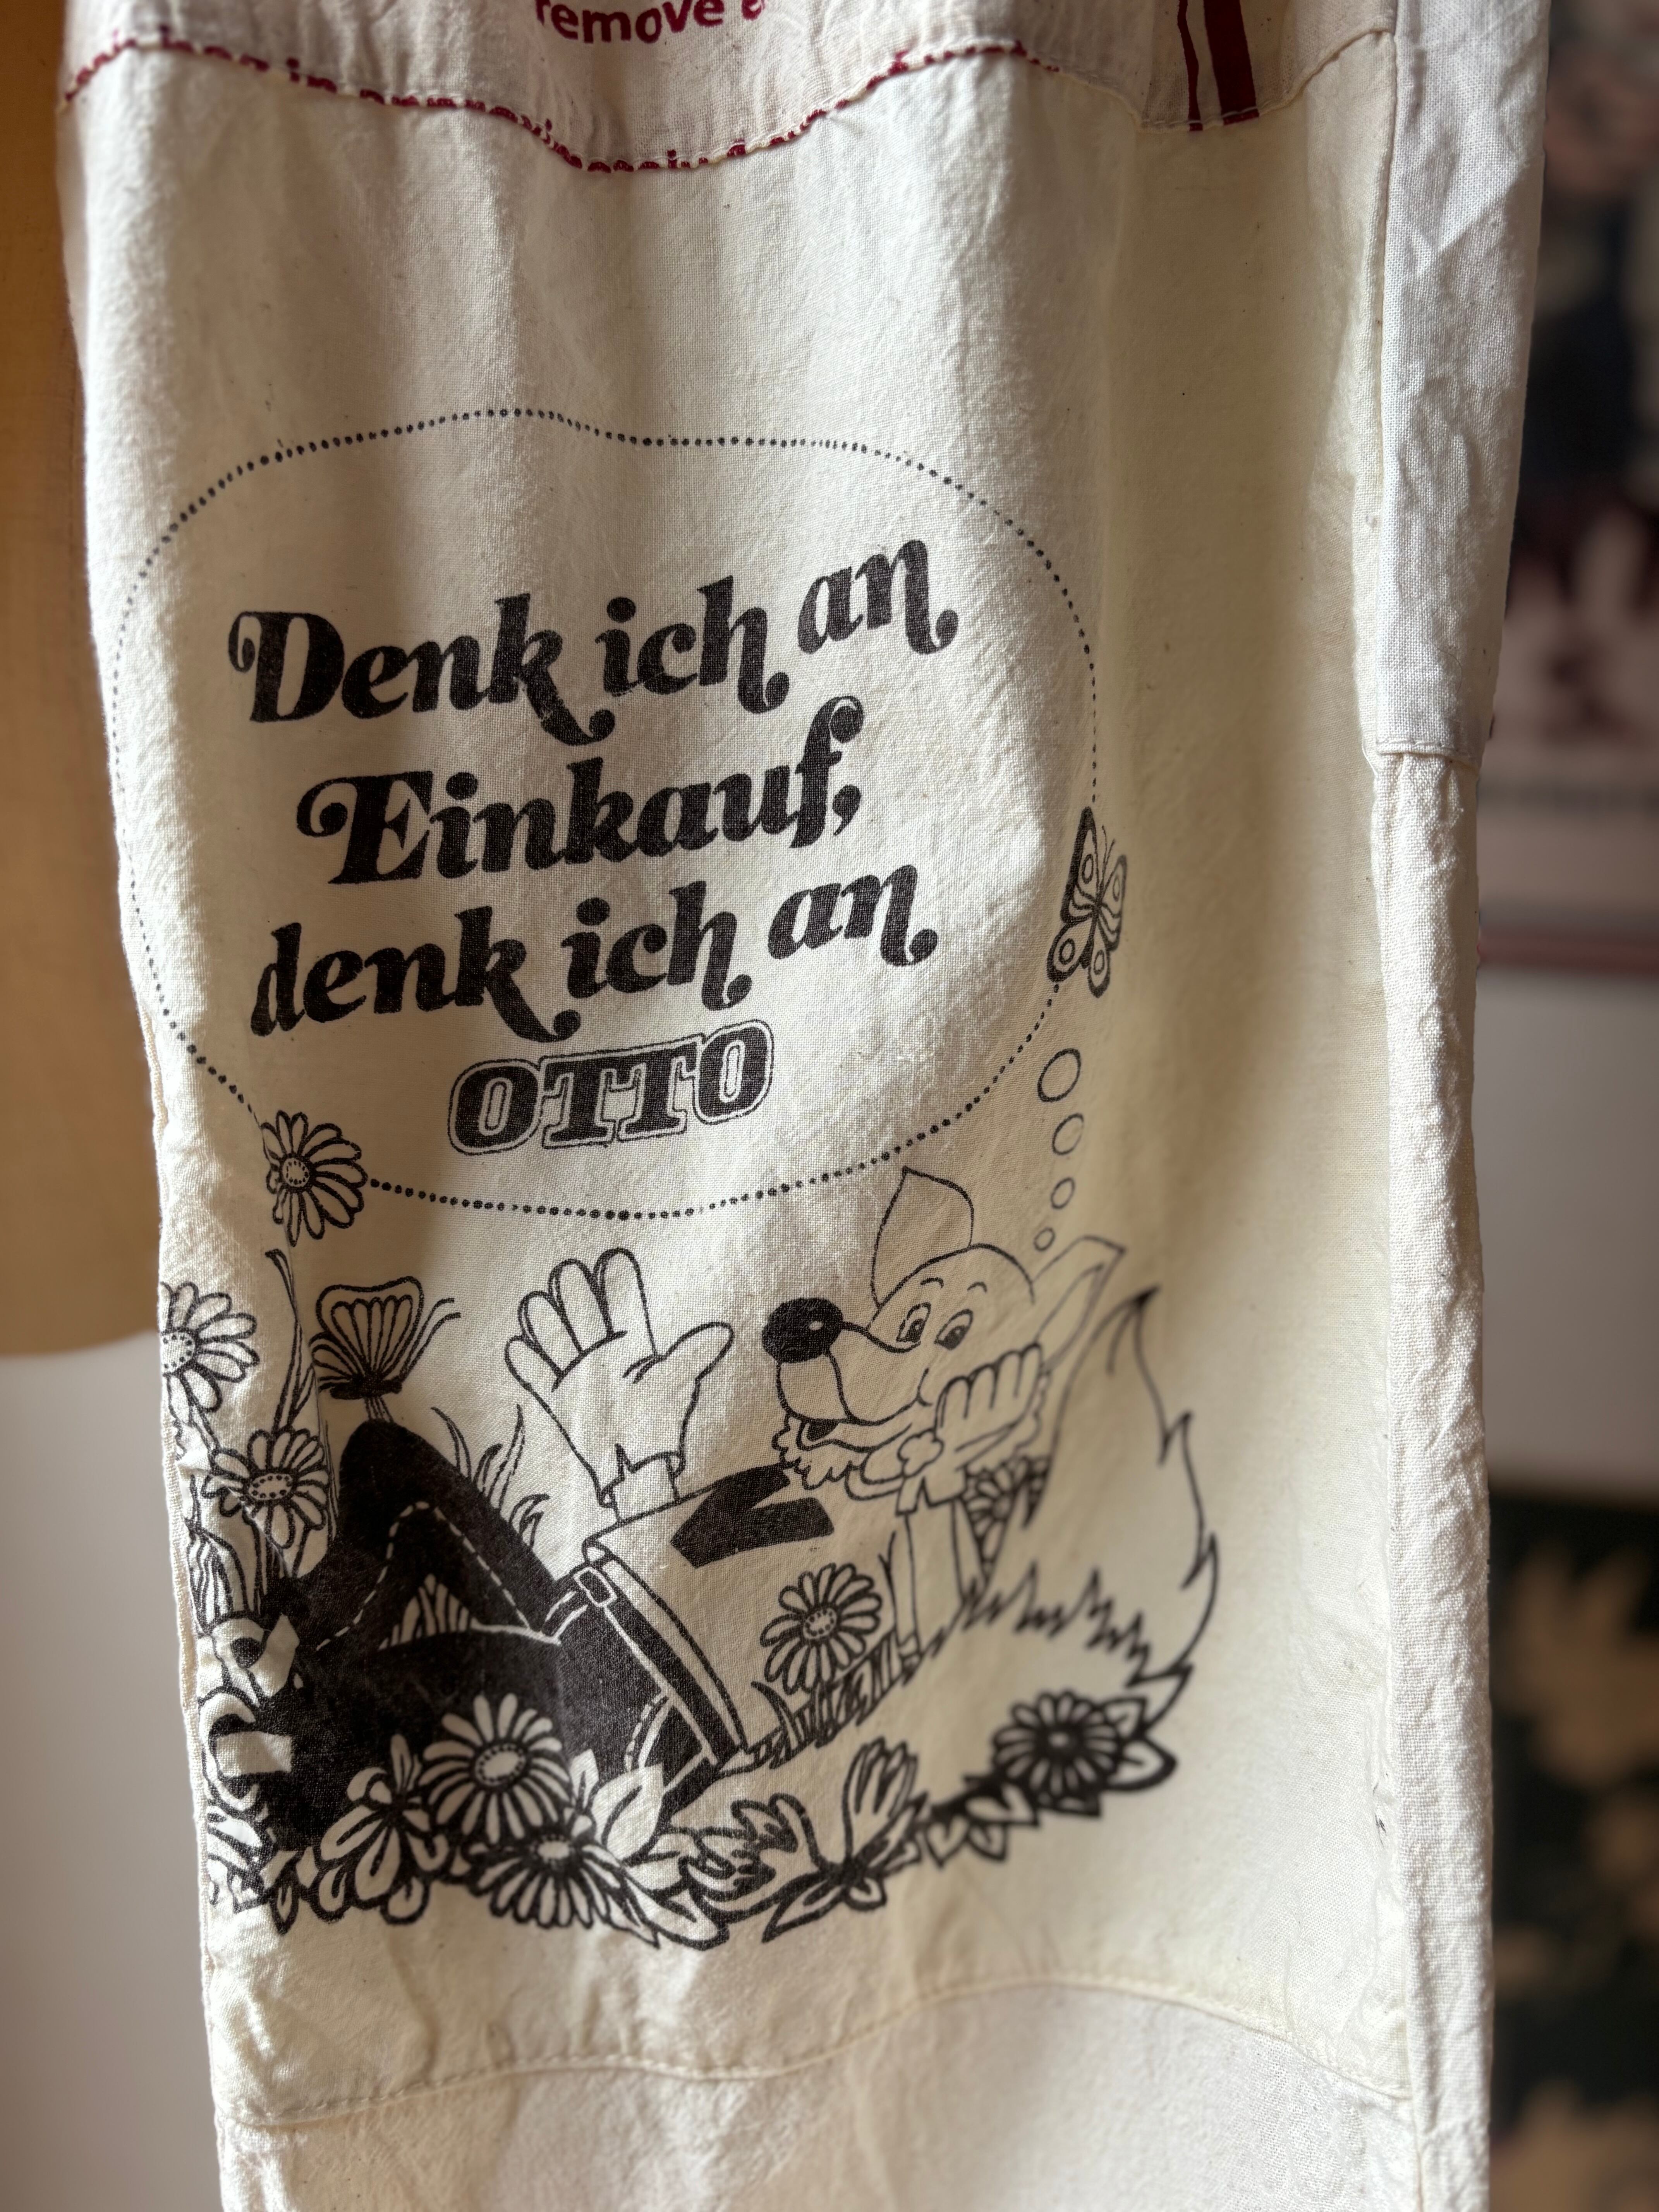 remove
Denk ich an
Einkauf,
denk ich an
OTTO